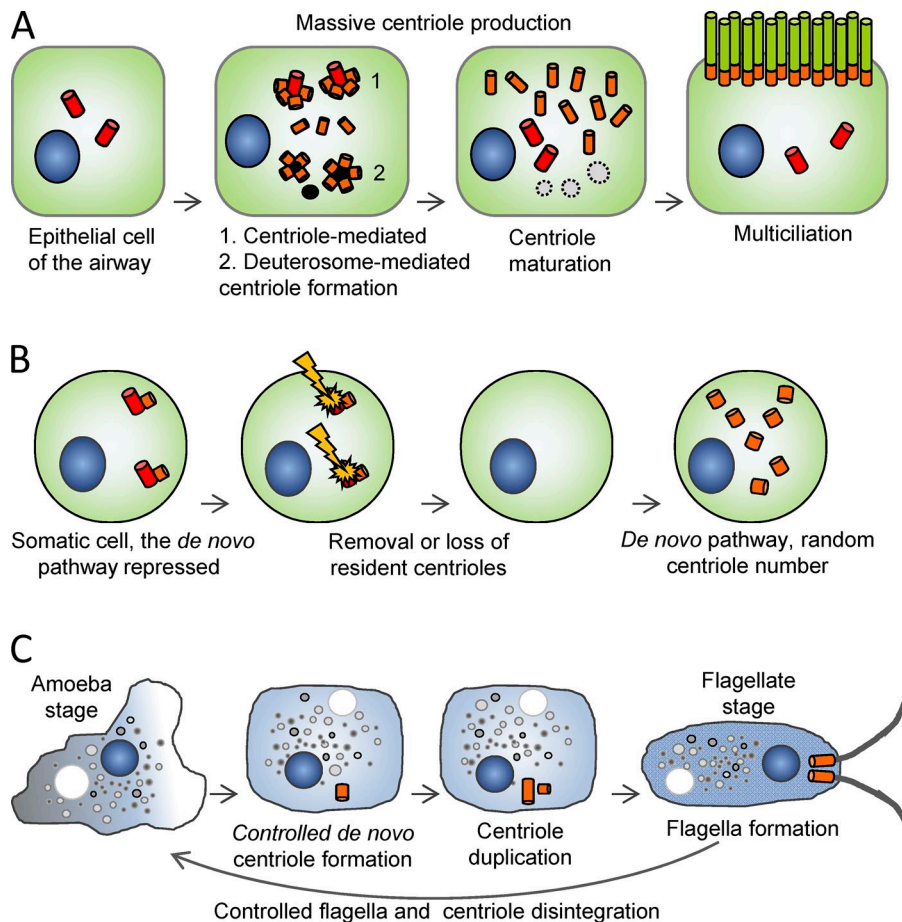 A
Massive centriole production
1
2
Epithelial cell
of the airway
1. Centriole-mediated
2. Deuterosome-mediated
centriole formation
Centriole
maturation
Multiciliation
B
Somatic cell, the de novo
pathway repressed
Removal or loss of
resident centrioles
De novo pathway, random
centriole number
C
Amoeba
stage
Controlled de novo
centriole formation
Centriole
duplication
Flagellate
stage
Flagella formation
Controlled flagella and centriole disintegration